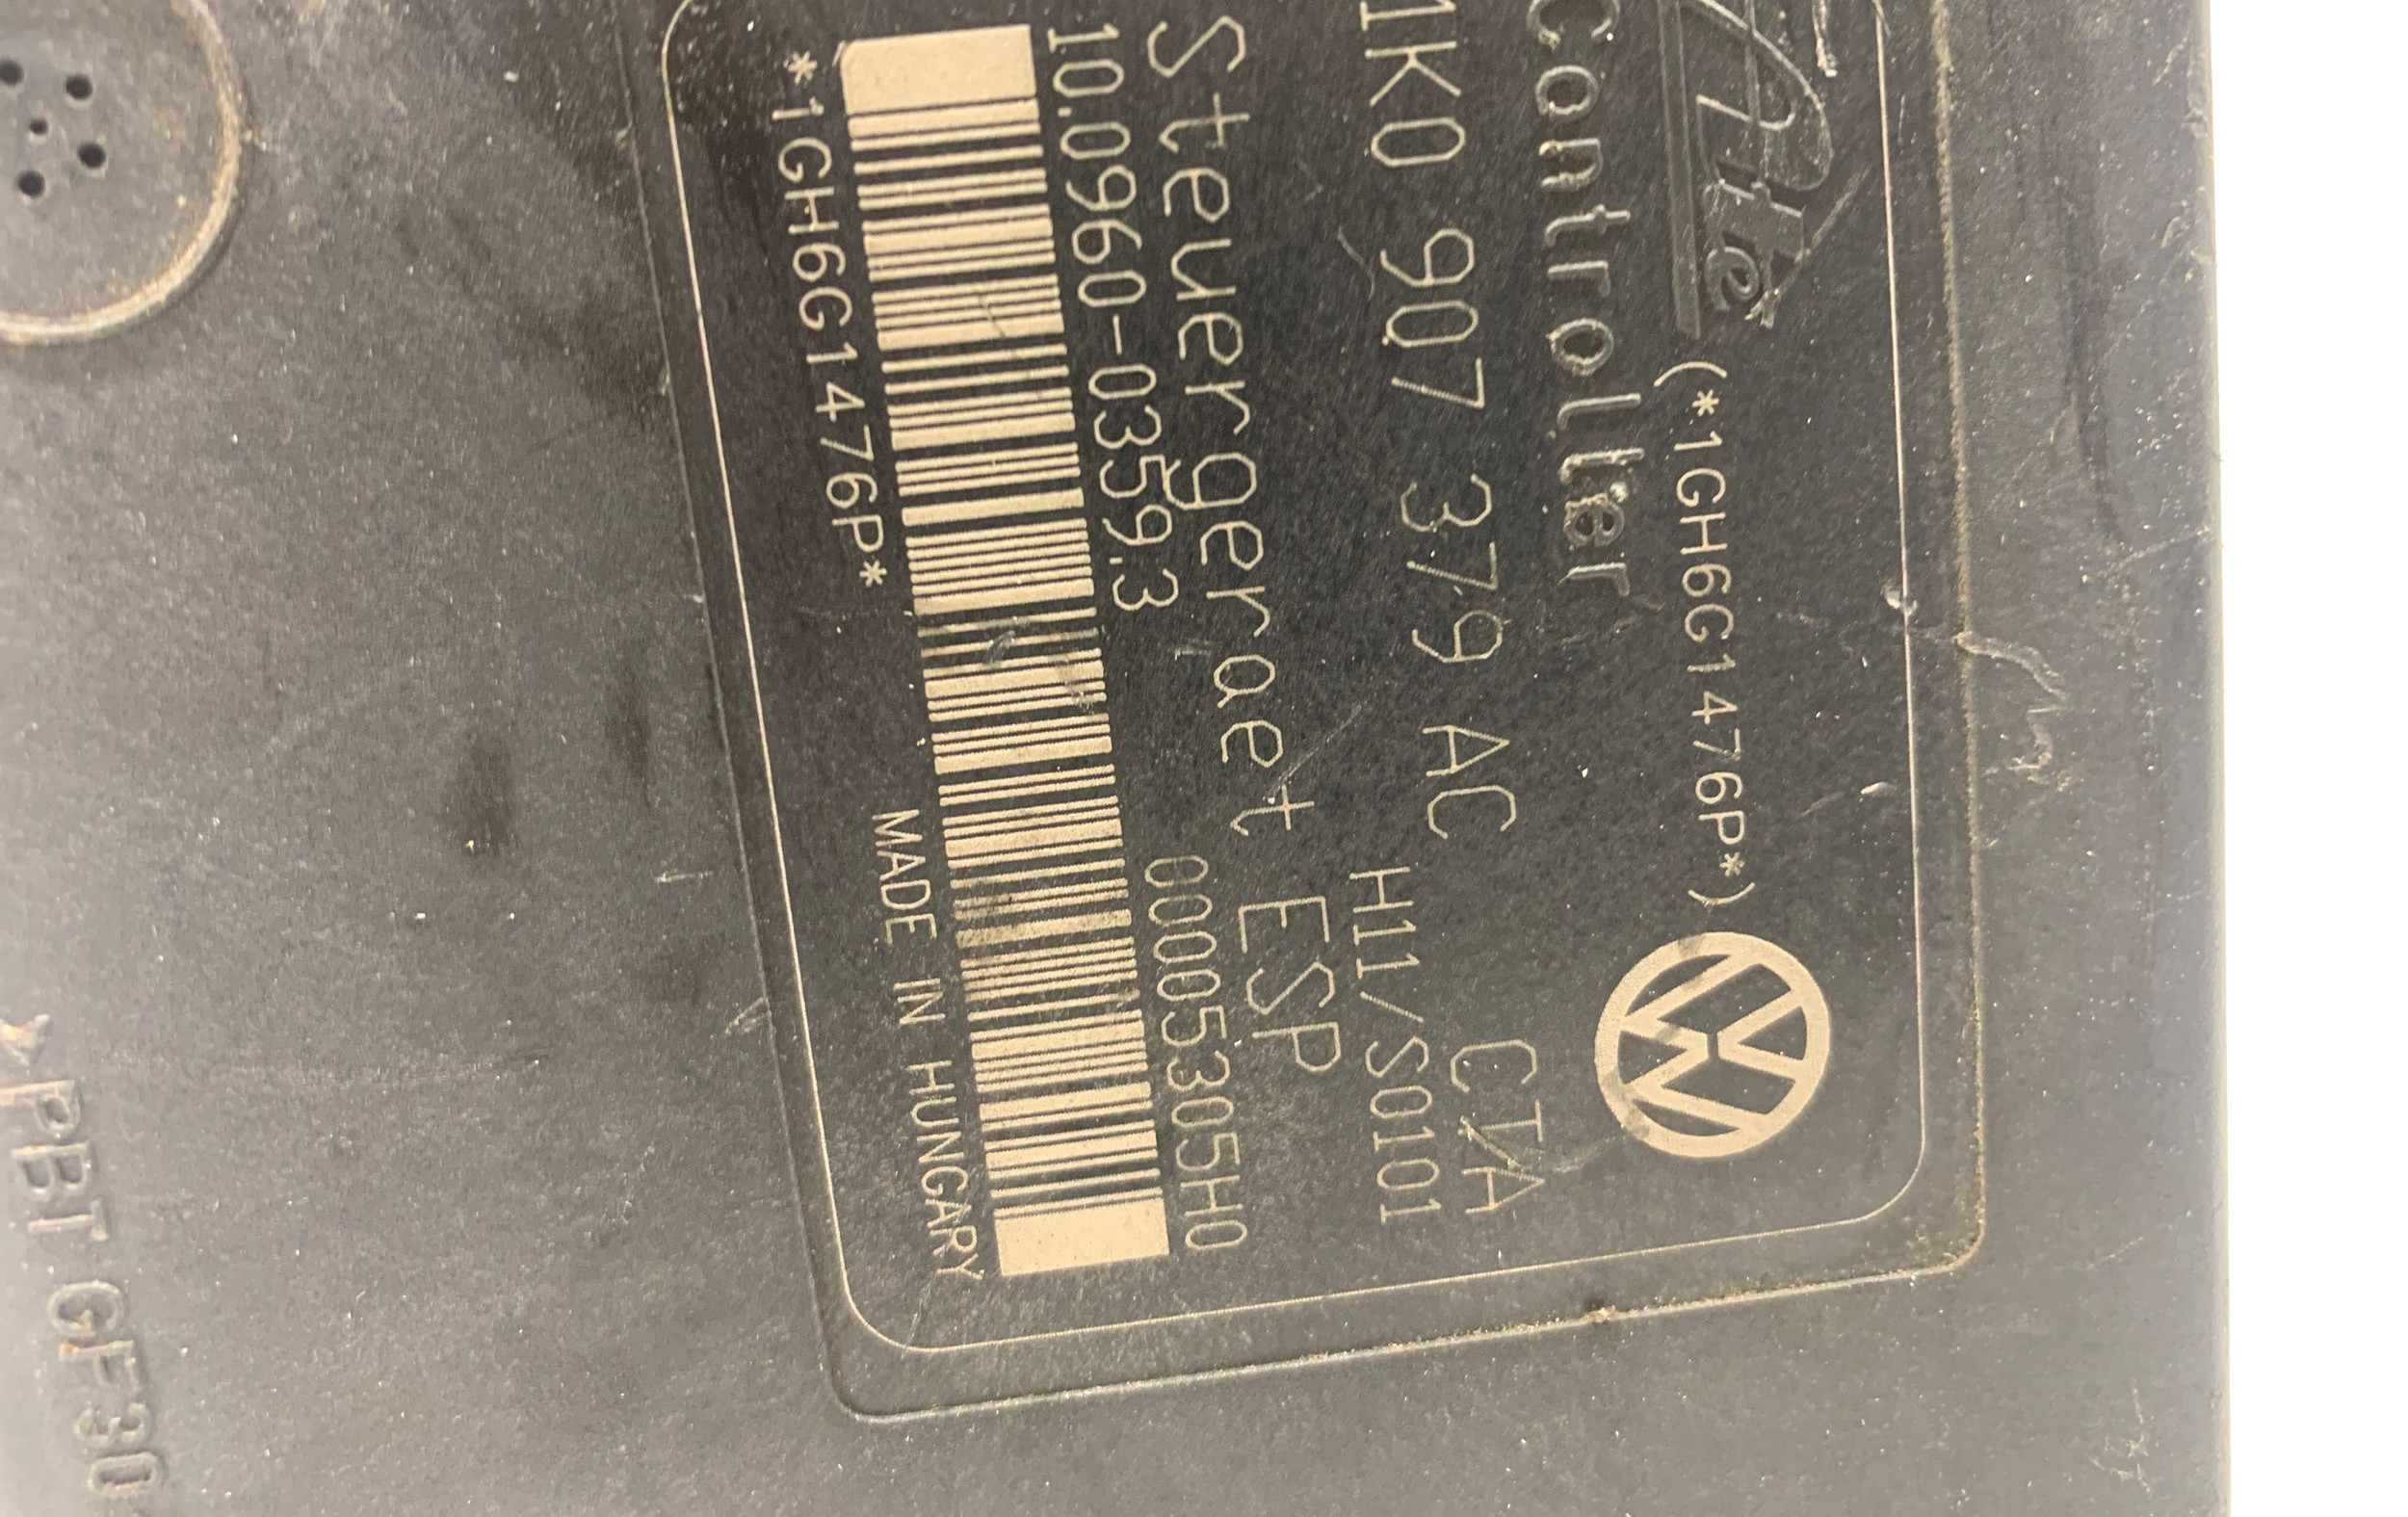 Ate (*1GH6G1476P*)
Controller
CTA
1K0 907 379 AC
H11/S0101
Steuergeraet ESP
10.0960-0359.3 00005305H0
*1GH6G1476P*
MADE IN HUNGARY
PBT GF30